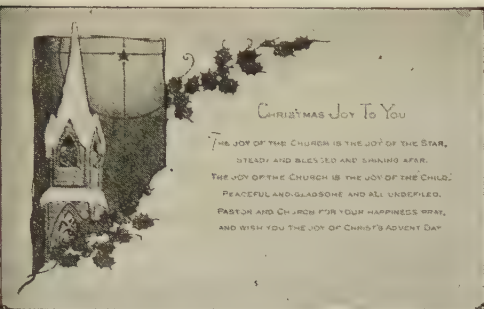 CHRISTMAS JOY TO YOU
THE JOY OF THE CHURCH IS THE JOY OF THE STAR,
STEADY AND BLESSED AND SHINING AFAR.
THE JOY OF THE CHURCH IS THE JOY OF THE CHILD,
PEACEFUL AND GLADSOME AND ALL UNDEFILED.
PASTOR AND CHURCH FOR YOUR HAPPINESS PRAY,
AND WISH YOU THE JOY OF CHRIST'S ADVENT DAY